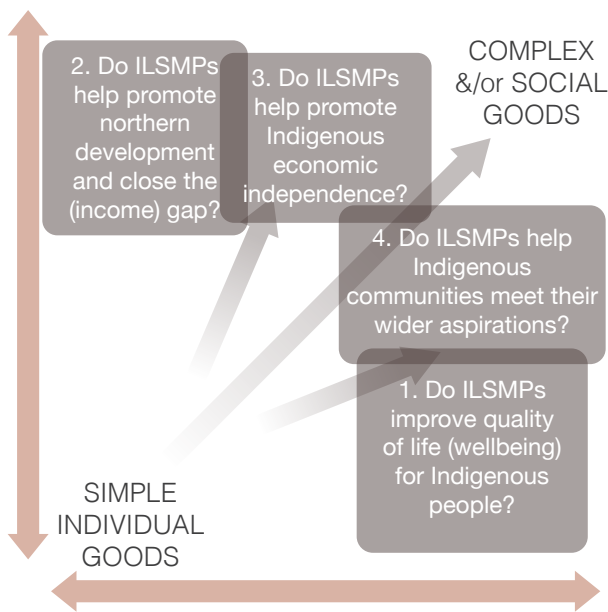 2. Do ILSMPs
help promote
northern
development
and close the
(income) gap?
3. Do ILSMPs
help promote
Indigenous
economic
independence?
COMPLEX
&/or SOCIAL
GOODS
4. Do ILSMPs help
Indigenous
communities meet their
wider aspirations?
1. Do ILSMPs
improve quality
of life (wellbeing)
for Indigenous
people?
SIMPLE
INDIVIDUAL
GOODS